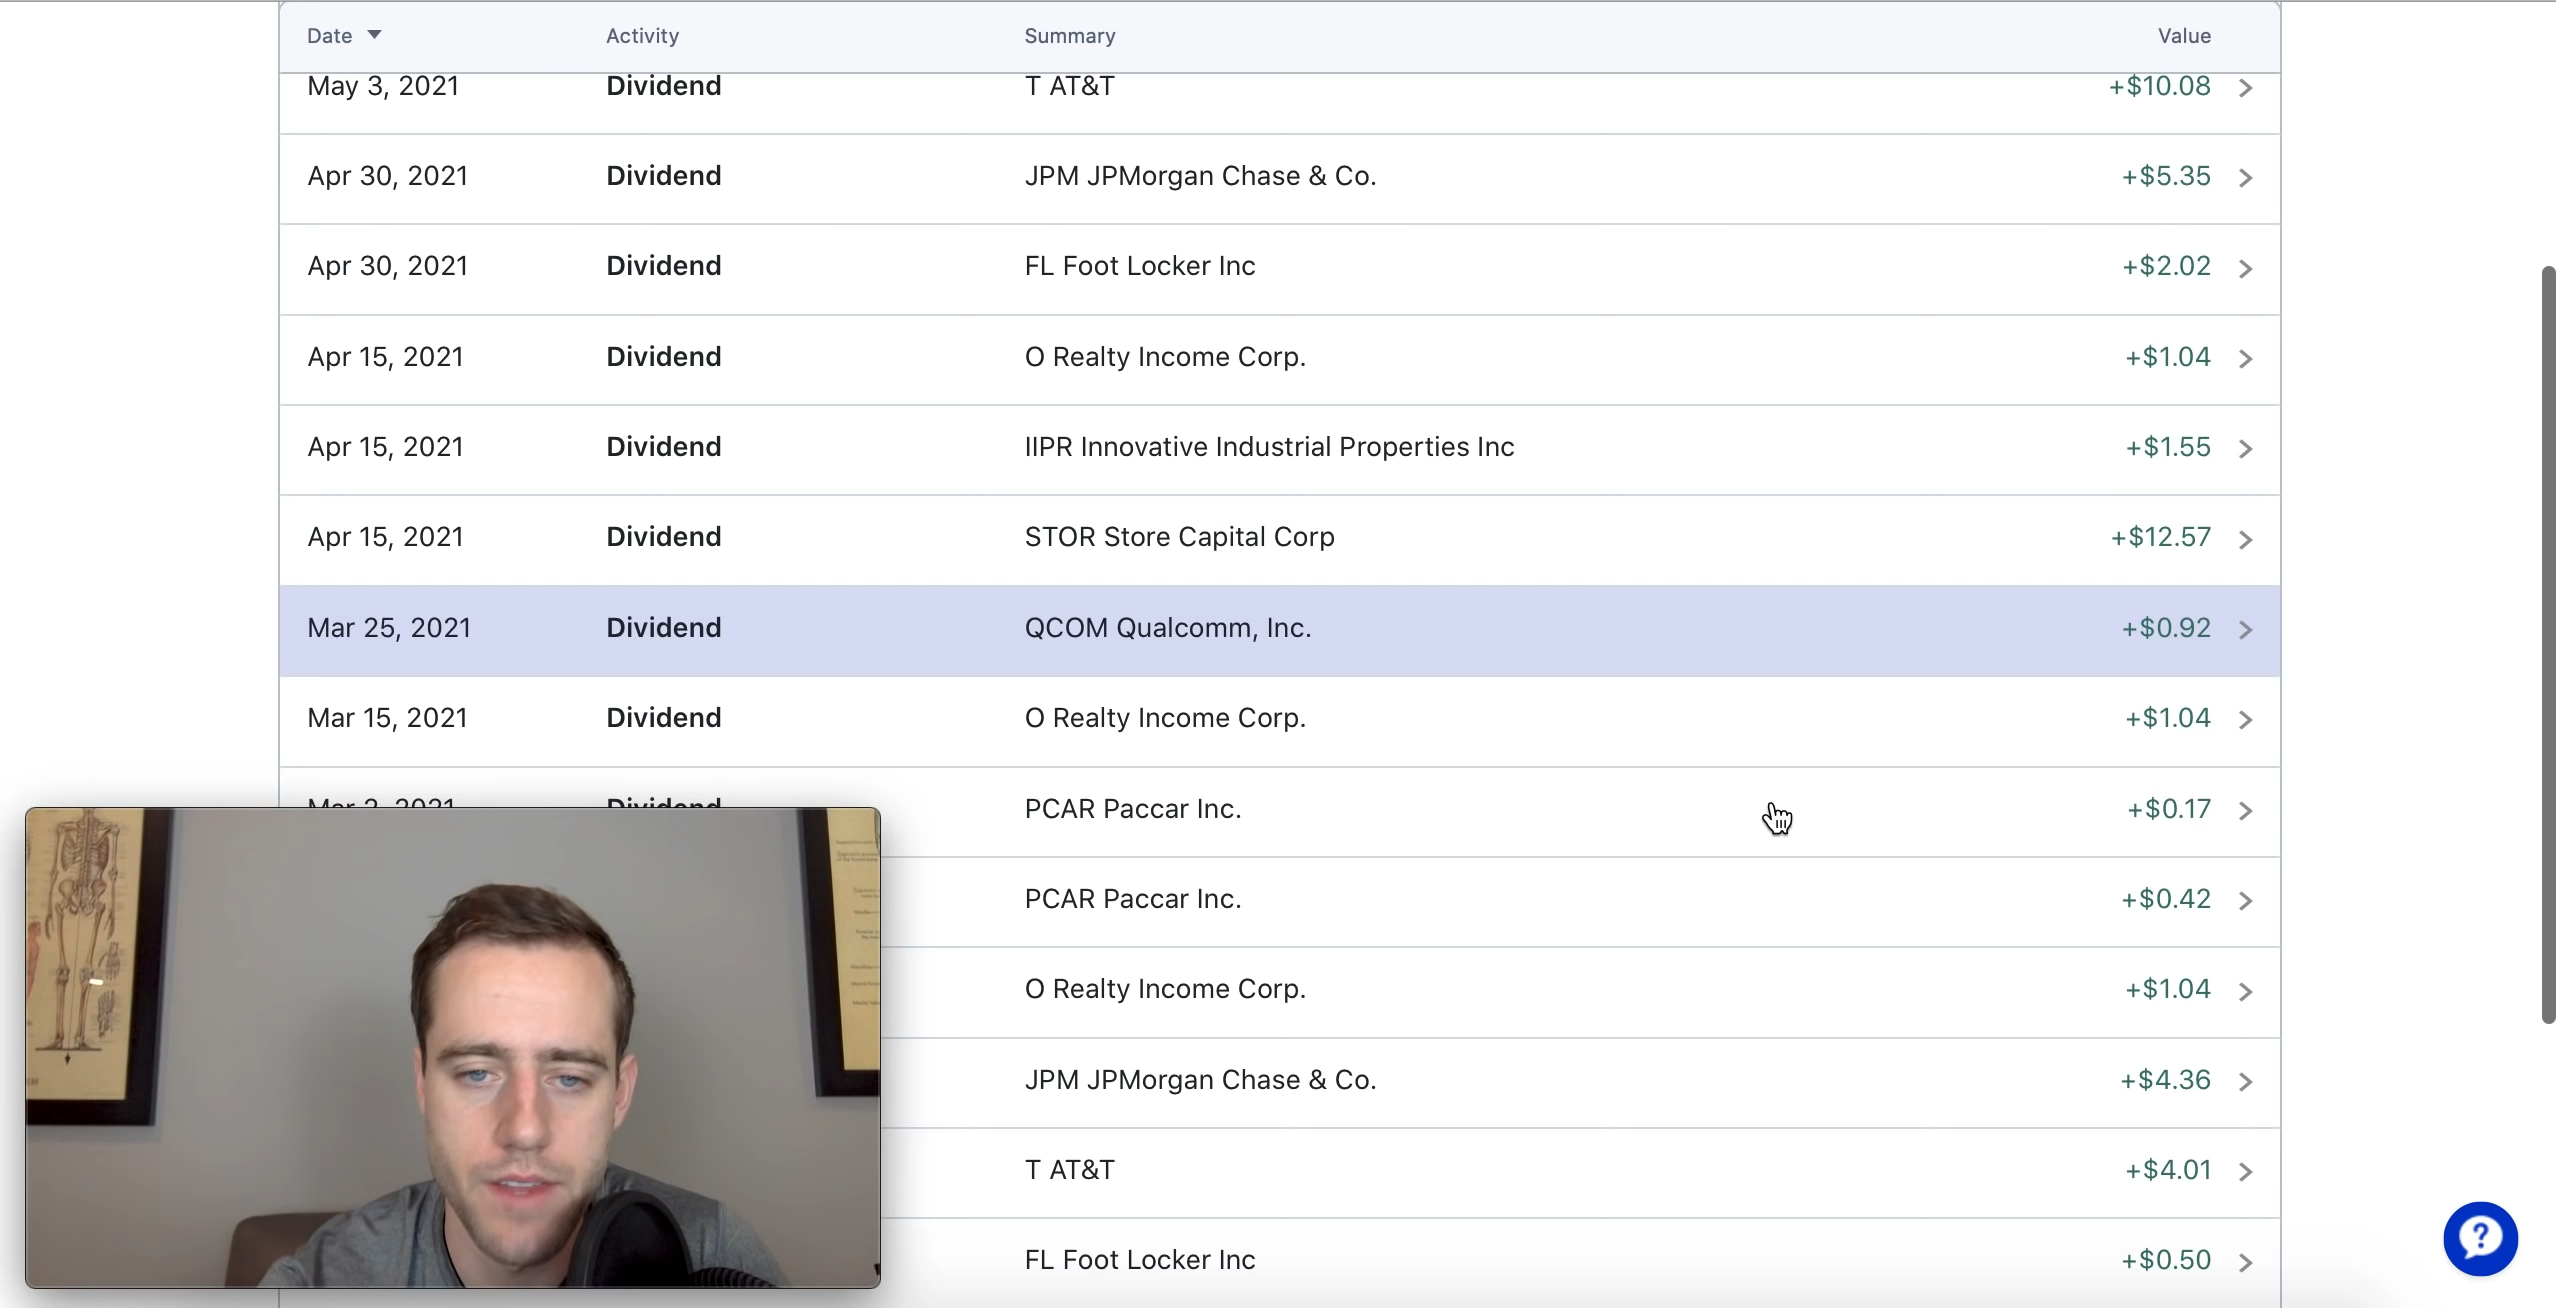 Date Activity Summary Value
May 3, 2021 Dividend T AT&T +$10.08
Apr 30, 2021 Dividend JPM JPMorgan Chase & Co. +$5.35
Apr 30, 2021 Dividend FL Foot Locker Inc +$2.02
Apr 15, 2021 Dividend O Realty Income Corp. +$1.04
Apr 15, 2021 Dividend IIPR Innovative Industrial Properties Inc +$1.55
Apr 15, 2021 Dividend STOR Store Capital Corp +$12.57
Mar 25, 2021 Dividend QCOM Qualcomm, Inc. +$0.92
Mar 15, 2021 Dividend O Realty Income Corp. +$1.04
Mar 2, 2021 Dividend PCAR Paccar Inc. +$0.17
PCAR Paccar Inc. +$0.42
O Realty Income Corp. +$1.04
JPM JPMorgan Chase & Co. +$4.36
T AT&T +$4.01
FL Foot Locker Inc +$0.50
?